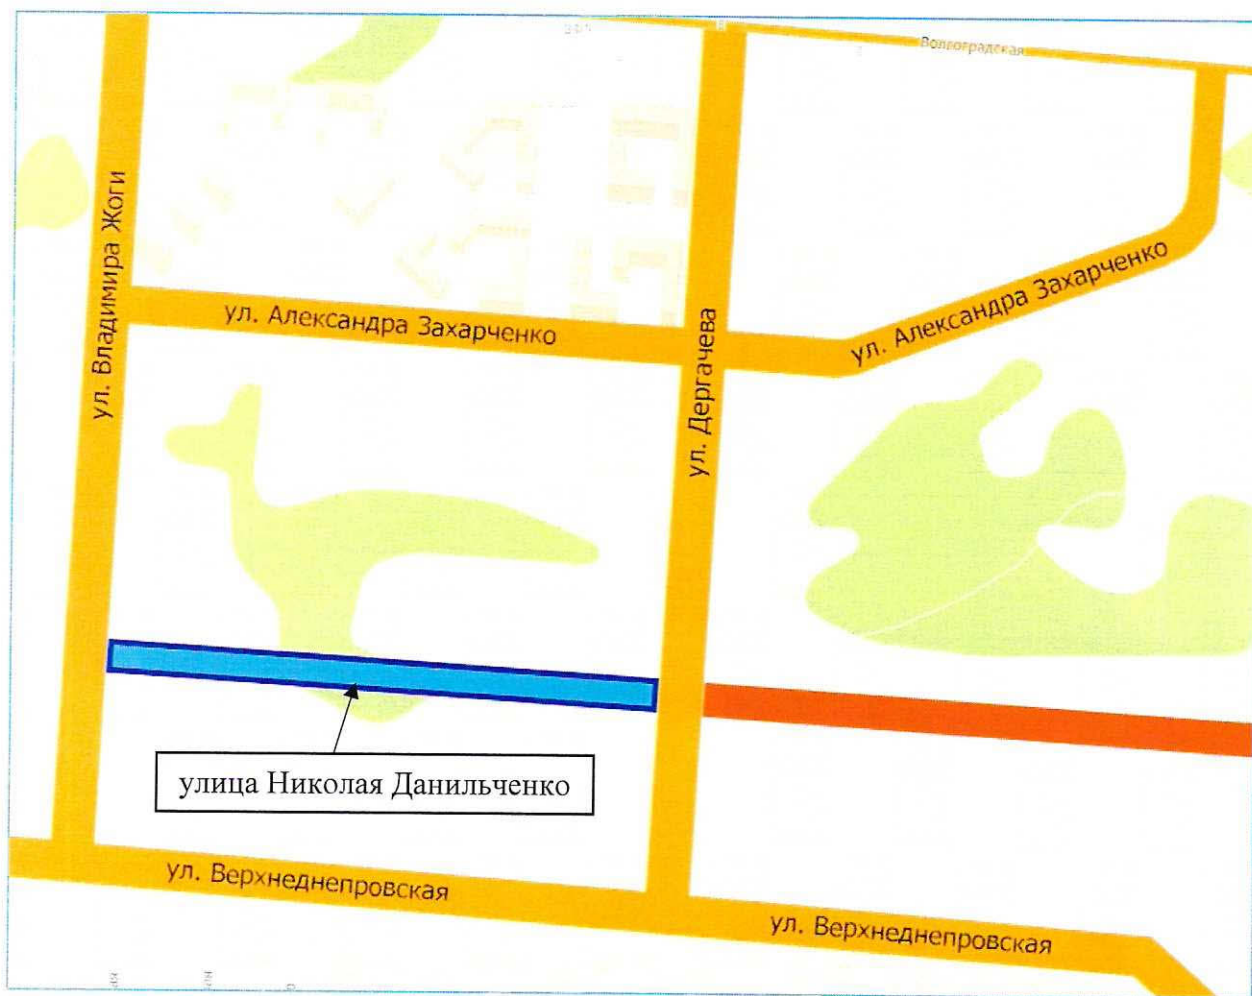 Волгоградская
ул. Владимира Жоги
ул. Александра Захарченко
ул. Александра Захарченко
ул. Дергачева
улица Николая Данильченко
ул. Верхнеднепровская
ул. Верхнеднепровская